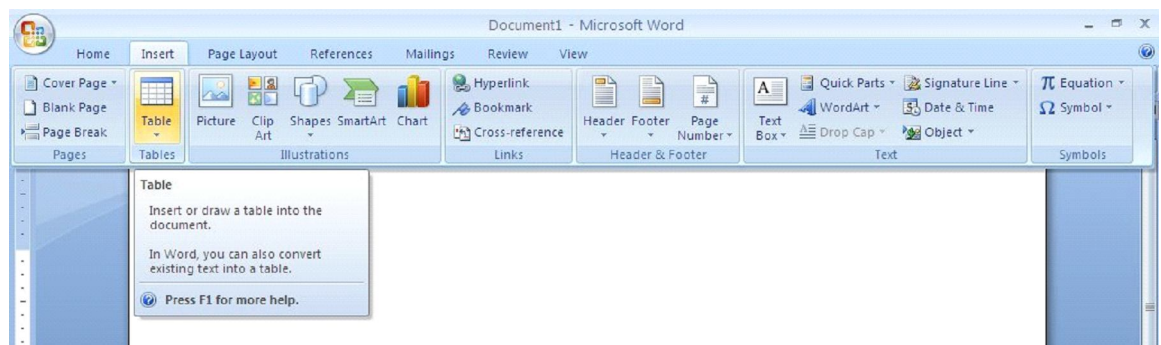 Document1 - Microsoft Word
Home Insert Page Layout References Mailings Review View
Cover Page
Blank Page
Page Break
Pages
Table
Tables
Picture
Clip
Art
Shapes
SmartArt
Chart
Illustrations
Hyperlink
Bookmark
Cross-reference
Links
Header
Footer
Page
Number
#
Header & Footer
A
Text
Box
Quick Parts
WordArt
Drop Cap
Signature Line
Date & Time
Object
Text
π Equation
Ω Symbol
Symbols
Table
Insert or draw a table into the
document.
In Word, you can also convert
existing text into a table.
Press F1 for more help.